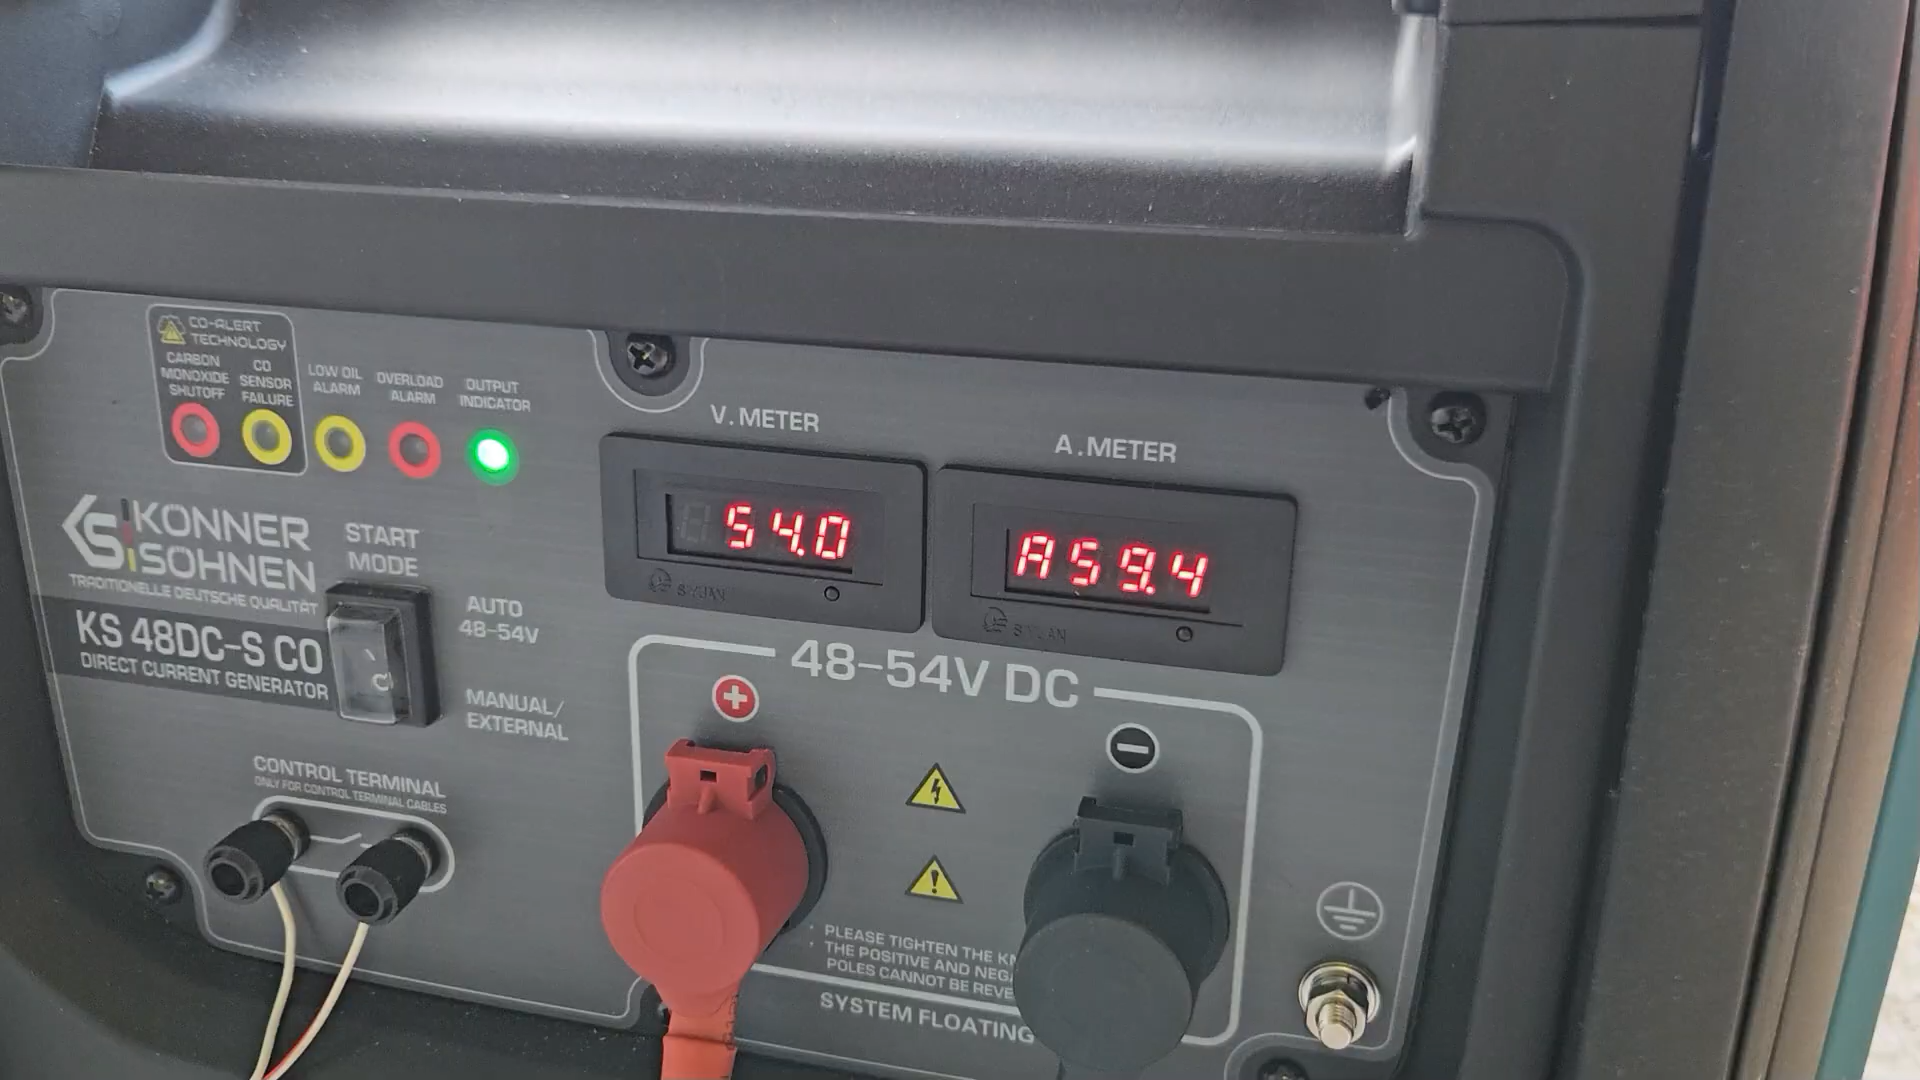 CO-ALERT
TECHNOLOGY
CARBON
MONOXIDE
SHUTOFF
CO
SENSOR
FAILURE
LOW OIL
ALARM
OVERLOAD
ALARM
OUTPUT
INDICATOR
V.METER
A.METER
54.0
A59.4
SIYUAN
SIYUAN
KÖNNER
SÖHNEN
TRADITIONELLE DEUTSCHE QUALITÄT
KS 48DC-S CO
DIRECT CURRENT GENERATOR
START
MODE
AUTO
48-54V
MANUAL/
EXTERNAL
48-54V DC
CONTROL TERMINAL
ONLY FOR CONTROL TERMINAL CABLES
PLEASE TIGHTEN THE
THE POSITIVE AND
POLES CANNOT BE
SYSTEM FLOATING